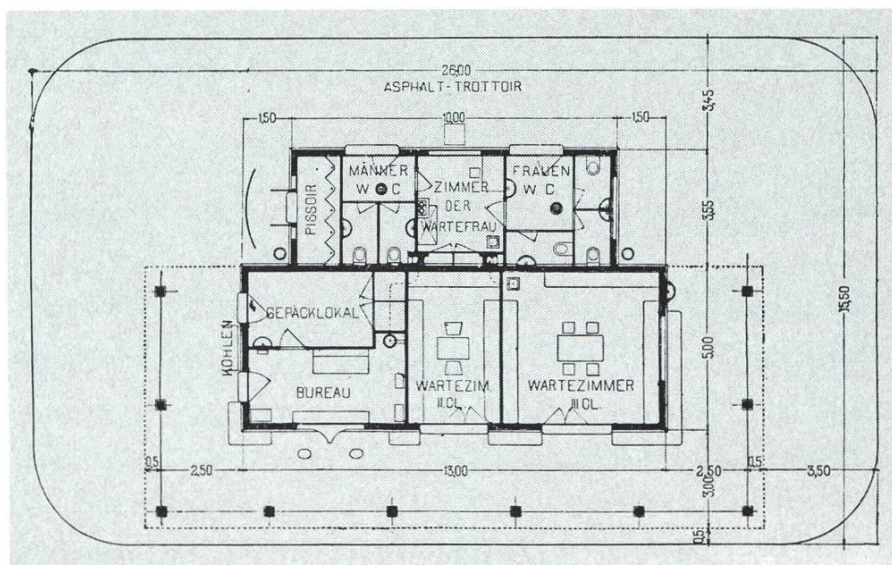 26,00
ASPHALT-TROTTOIR
1,50 10,00 1,50
3,45
PISSOIR
MÄNNER
W C
ZIMMER
DER
WARTEFRAU
FRAUEN
W. C
3,55
15,50
KOHLEN
GEPÄCKLOKAL
BUREAU
WARTEZIM.
II.CL.
WARTEZIMMER
III CL.
5,00
0,5 2,50 13,00 2,50 0,5 3,50
3,00
0,5